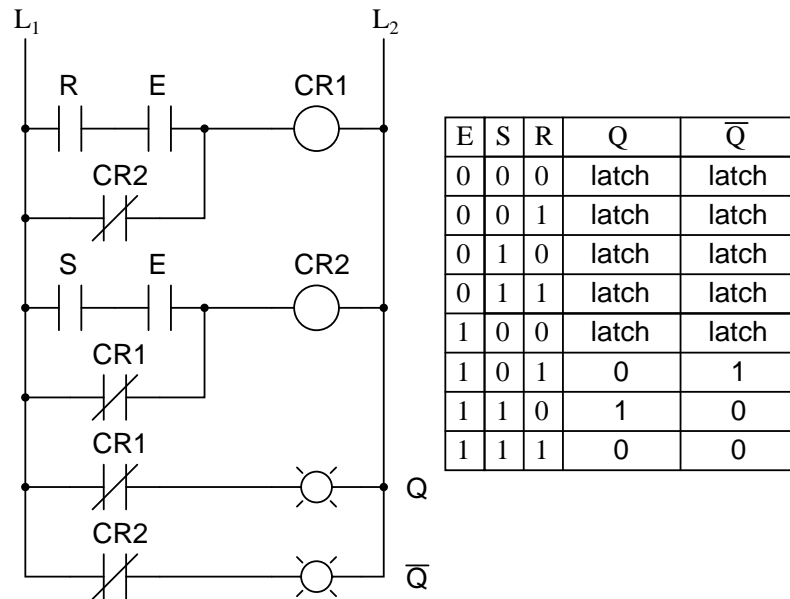 L₁ L₂
R E CR1
CR2
S E CR2
CR1
CR1 Q
CR2 Q̅
E S R Q Q̅
0 0 0 latch latch
0 0 1 latch latch
0 1 0 latch latch
0 1 1 latch latch
1 0 0 latch latch
1 0 1 0 1
1 1 0 1 0
1 1 1 0 0